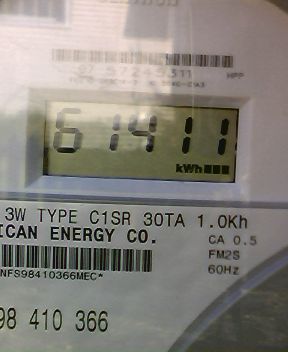 61411
kWh
3W TYPE C1SR 30TA 1.0Kh
ICAN ENERGY CO.
CA 0.5
FM2S
60Hz
NFS98410366MEC*
98 410 366